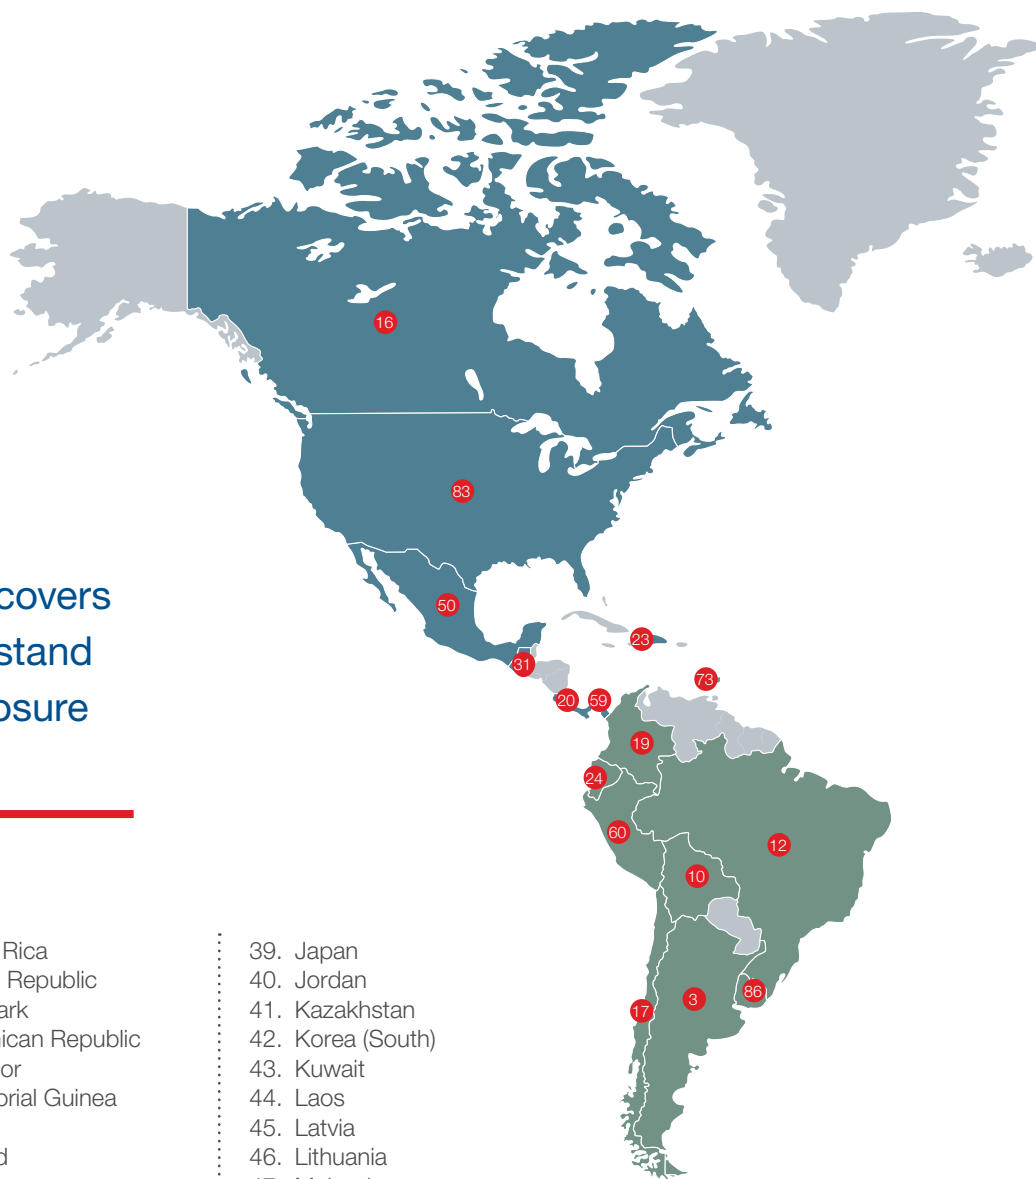 16
83
50
31
23
73
20
59
19
24
60
12
10
86
3
17
covers
stand
osure
Rica
Republic
ark
ican Republic
or
orial Guinea
d
39. Japan
40. Jordan
41. Kazakhstan
42. Korea (South)
43. Kuwait
44. Laos
45. Latvia
46. Lithuania